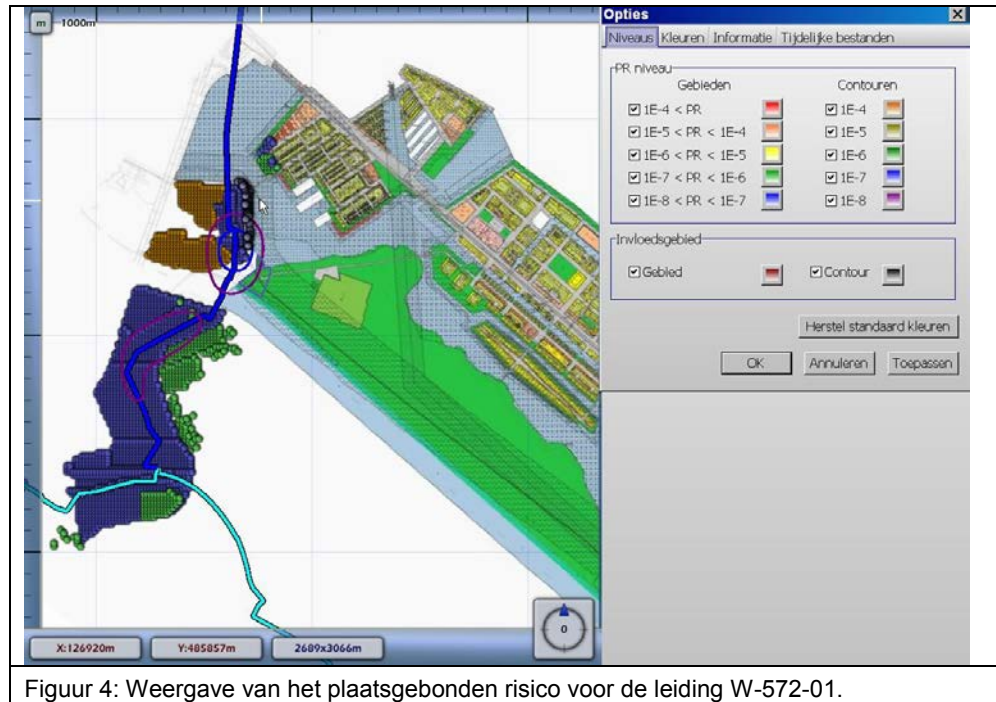 m 1000m
Opties
Niveaus Kleuren Informatie Tijdelijke bestanden
PR niveau
Gebieden Contouren
1E-4 < PR 1E-4
1E-5 < PR < 1E-4 1E-5
1E-6 < PR < 1E-5 1E-6
1E-7 < PR < 1E-6 1E-7
1E-8 < PR < 1E-7 1E-8
Invloedsgebied
Gebied Contour
Herstel standaard kleuren
OK Annuleren Toepassen
0
X:126920m Y:485857m 2689x3066m
Figuur 4: Weergave van het plaatsgebonden risico voor de leiding W-572-01.